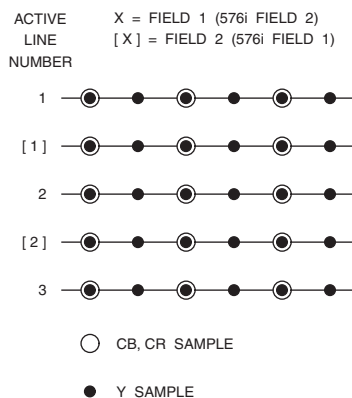 ACTIVE
LINE
NUMBER
X = FIELD 1 (576i FIELD 2)
[ X ] = FIELD 2 (576i FIELD 1)
1
[ 1 ]
2
[ 2 ]
3
CB, CR SAMPLE
Y SAMPLE